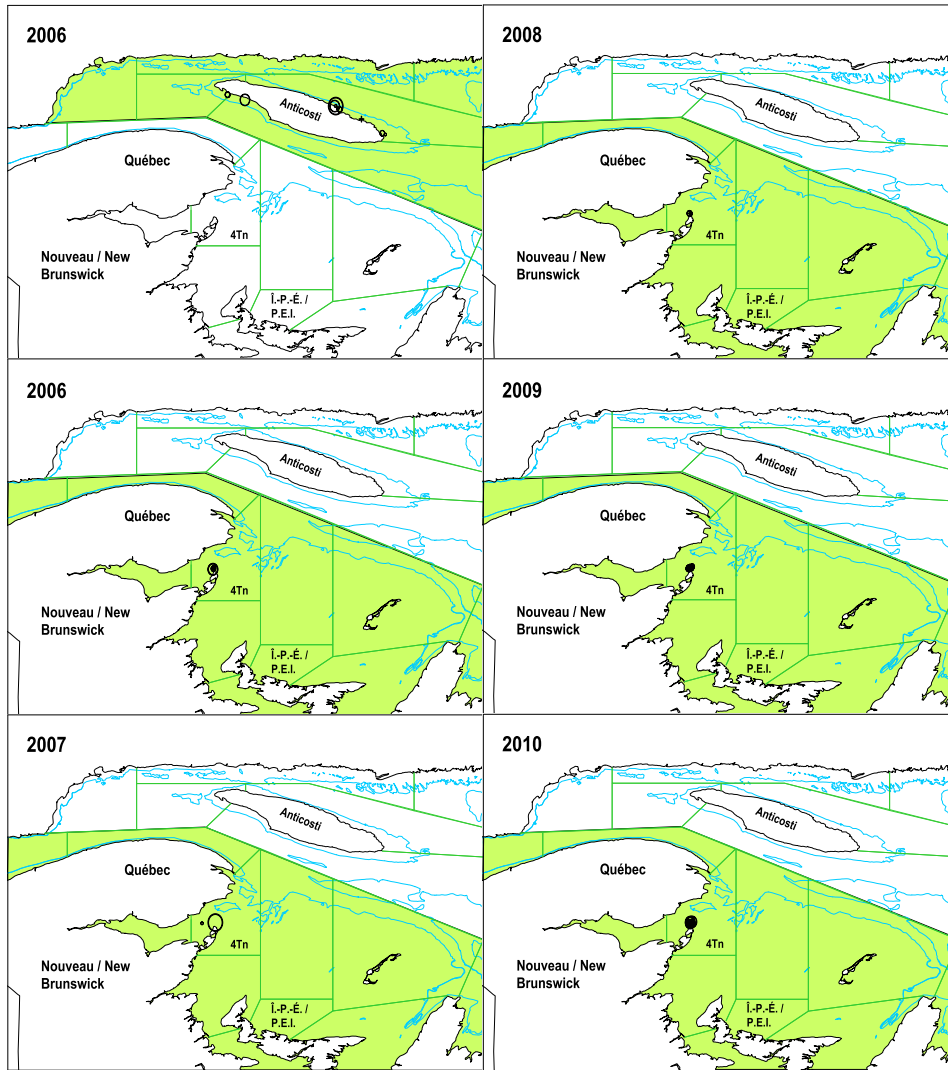 2006
Anticosti
Québec
4Tn
Nouveau / New
Brunswick
Î.-P.-É. /
P.E.I.
2008
Anticosti
Québec
4Tn
Nouveau / New
Brunswick
Î.-P.-É. /
P.E.I.
2006
Anticosti
Québec
4Tn
Nouveau / New
Brunswick
Î.-P.-É. /
P.E.I.
2009
Anticosti
Québec
4Tn
Nouveau / New
Brunswick
Î.-P.-É. /
P.E.I.
2007
Anticosti
Québec
4Tn
Nouveau / New
Brunswick
Î.-P.-É. /
P.E.I.
2010
Anticosti
Québec
4Tn
Nouveau / New
Brunswick
Î.-P.-É. /
P.E.I.